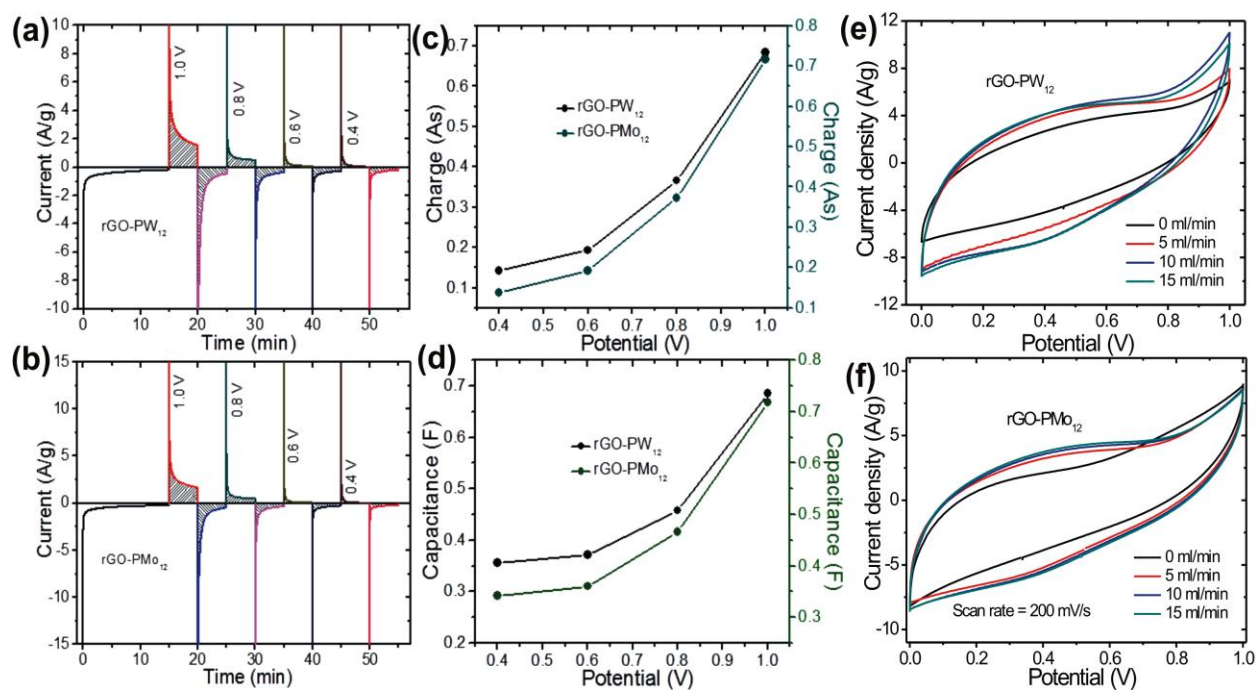 (a)
10
8
6
4
2
0
-2
-4
-6
-8
-10
Current (A/g)
1.0 V
0.8 V
0.6 V
0.4 V
rGO-PW12
0 10 20 30 40 50
Time (min)
(b)
15
10
5
0
-5
-10
-15
Current (A/g)
1.0 V
0.8 V
0.6 V
0.4 V
rGO-PMo12
0 10 20 30 40 50
Time (min)
(c)
0.7
0.6
0.5
0.4
0.3
0.2
0.1
Charge (As)
rGO-PW12
rGO-PMo12
0.8
0.7
0.6
0.5
0.4
0.3
0.2
0.1
Charge (As)
0.4 0.5 0.6 0.7 0.8 0.9 1.0
Potential (V)
(d)
0.7
0.6
0.5
0.4
0.3
0.2
Capacitance (F)
rGO-PW12
rGO-PMo12
0.8
0.7
0.6
0.5
0.4
0.3
Capacitance (F)
0.4 0.5 0.6 0.7 0.8 0.9 1.0
Potential (V)
(e)
12
8
4
0
-4
-8
-12
Current density (A/g)
rGO-PW12
0 ml/min
5 ml/min
10 ml/min
15 ml/min
0.0 0.2 0.4 0.6 0.8 1.0
Potential (V)
(f)
10
5
0
-5
-10
Current density (A/g)
rGO-PMo12
0 ml/min
5 ml/min
10 ml/min
15 ml/min
Scan rate = 200 mV/s
0.0 0.2 0.4 0.6 0.8 1.0
Potential (V)